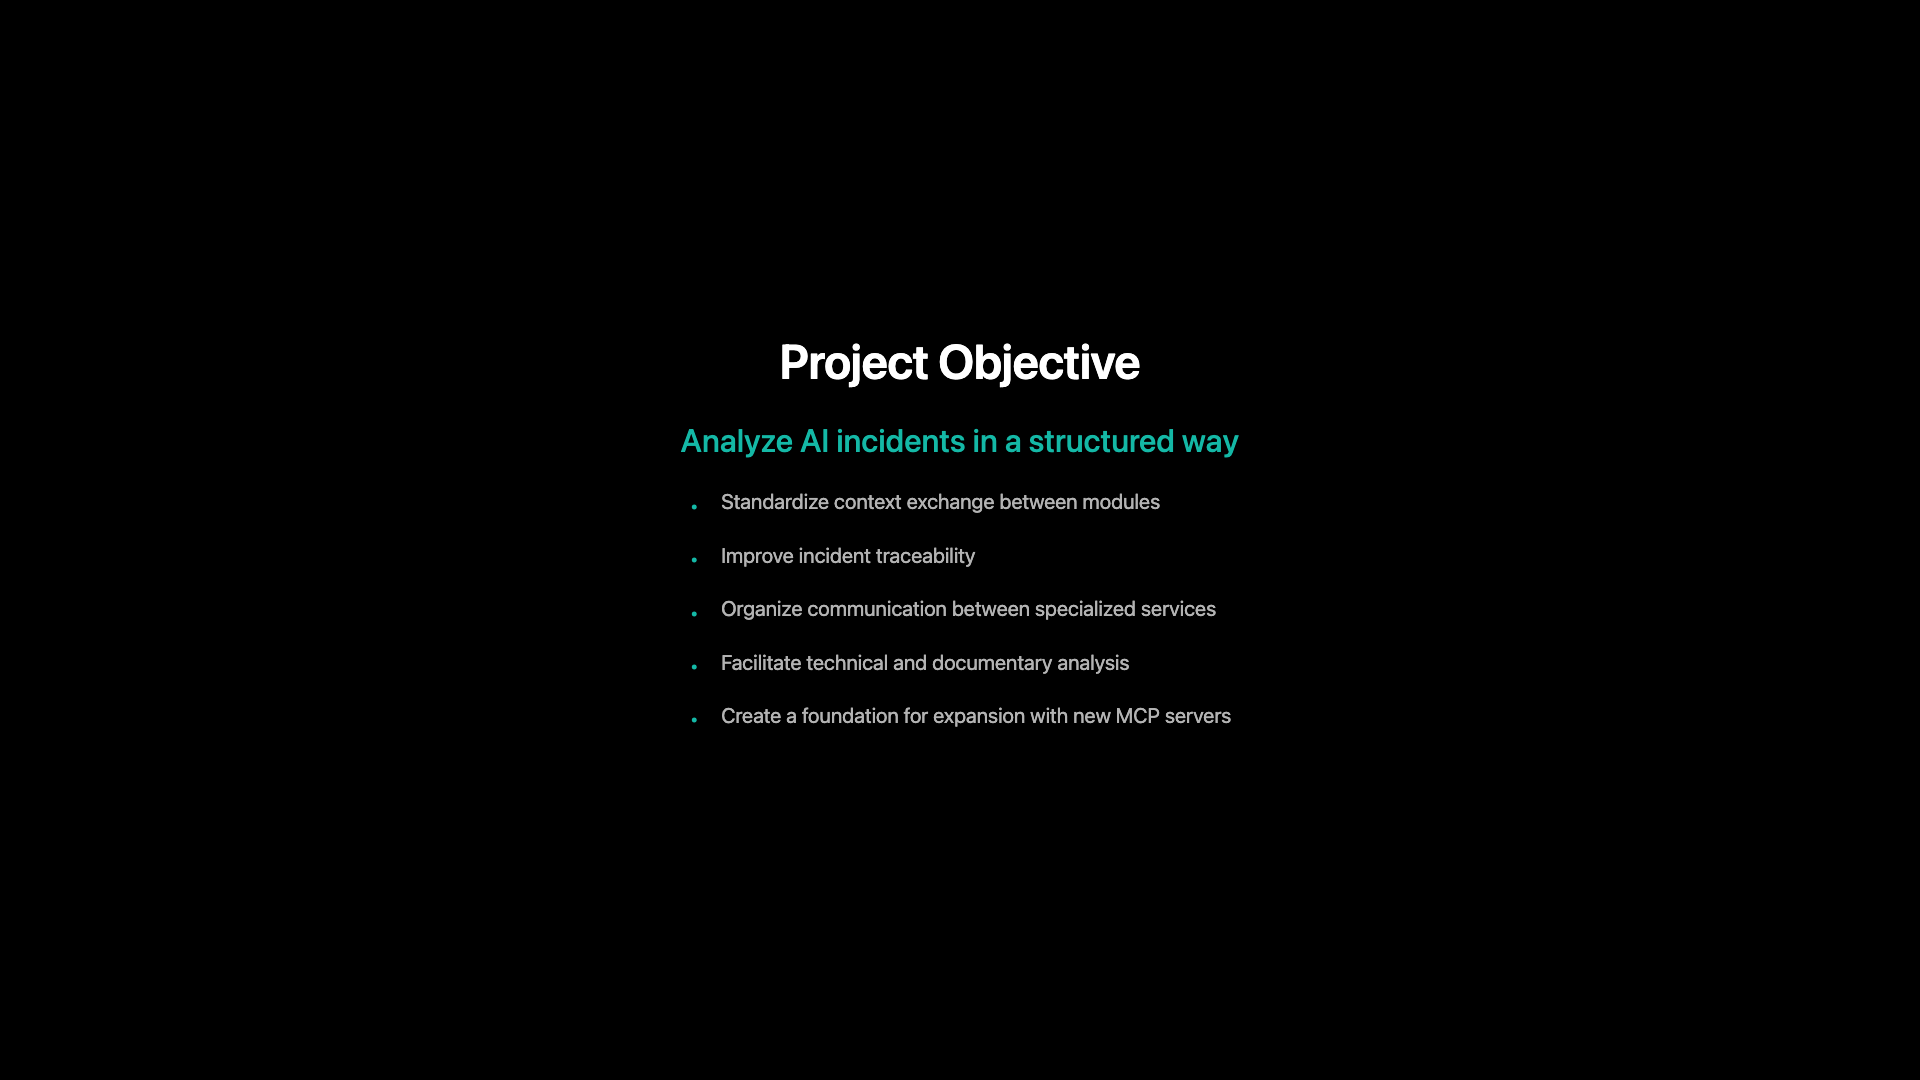 Project Objective
Analyze AI incidents in a structured way
• Standardize context exchange between modules
• Improve incident traceability
• Organize communication between specialized services
• Facilitate technical and documentary analysis
• Create a foundation for expansion with new MCP servers